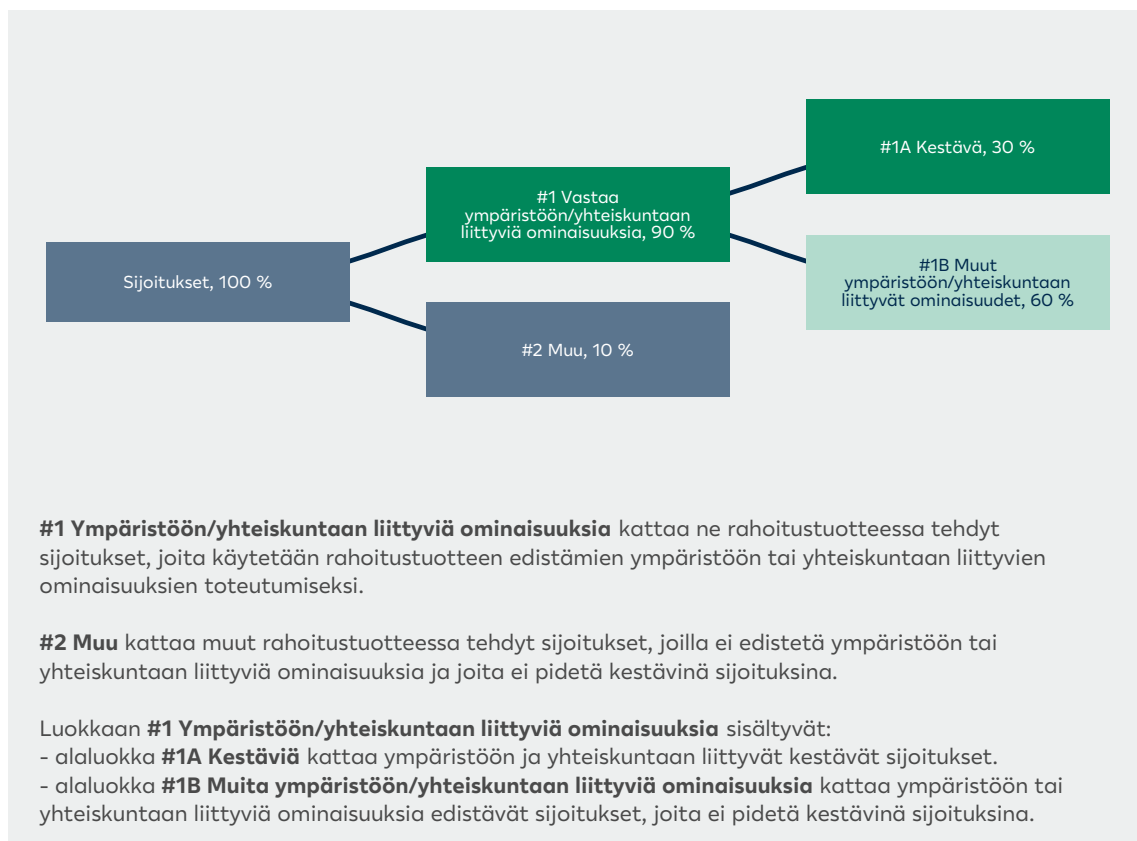 #1A Kestävä, 30 %
#1 Vastaa
ympäristöön/yhteiskuntaan
liittyviä ominaisuuksia, 90 %
Sijoitukset, 100 %
#1B Muut
ympäristöön/yhteiskuntaan
liittyvät ominaisuudet, 60 %
#2 Muu, 10 %
#1 Ympäristöön/yhteiskuntaan liittyviä ominaisuuksia kattaa ne rahoitustuotteessa tehdyt
sijoitukset, joita käytetään rahoitustuotteen edistämien ympäristöön tai yhteiskuntaan liittyvien
ominaisuuksien toteutumiseksi.
#2 Muu kattaa muut rahoitustuotteessa tehdyt sijoitukset, joilla ei edistetä ympäristöön tai
yhteiskuntaan liittyviä ominaisuuksia ja joita ei pidetä kestävinä sijoituksina.
Luokkaan #1 Ympäristöön/yhteiskuntaan liittyviä ominaisuuksia sisältyvät:
- alaluokka #1A Kestäviä kattaa ympäristöön ja yhteiskuntaan liittyvät kestävät sijoitukset.
- alaluokka #1B Muita ympäristöön/yhteiskuntaan liittyviä ominaisuuksia kattaa ympäristöön tai
yhteiskuntaan liittyviä ominaisuuksia edistävät sijoitukset, joita ei pidetä kestävinä sijoituksina.